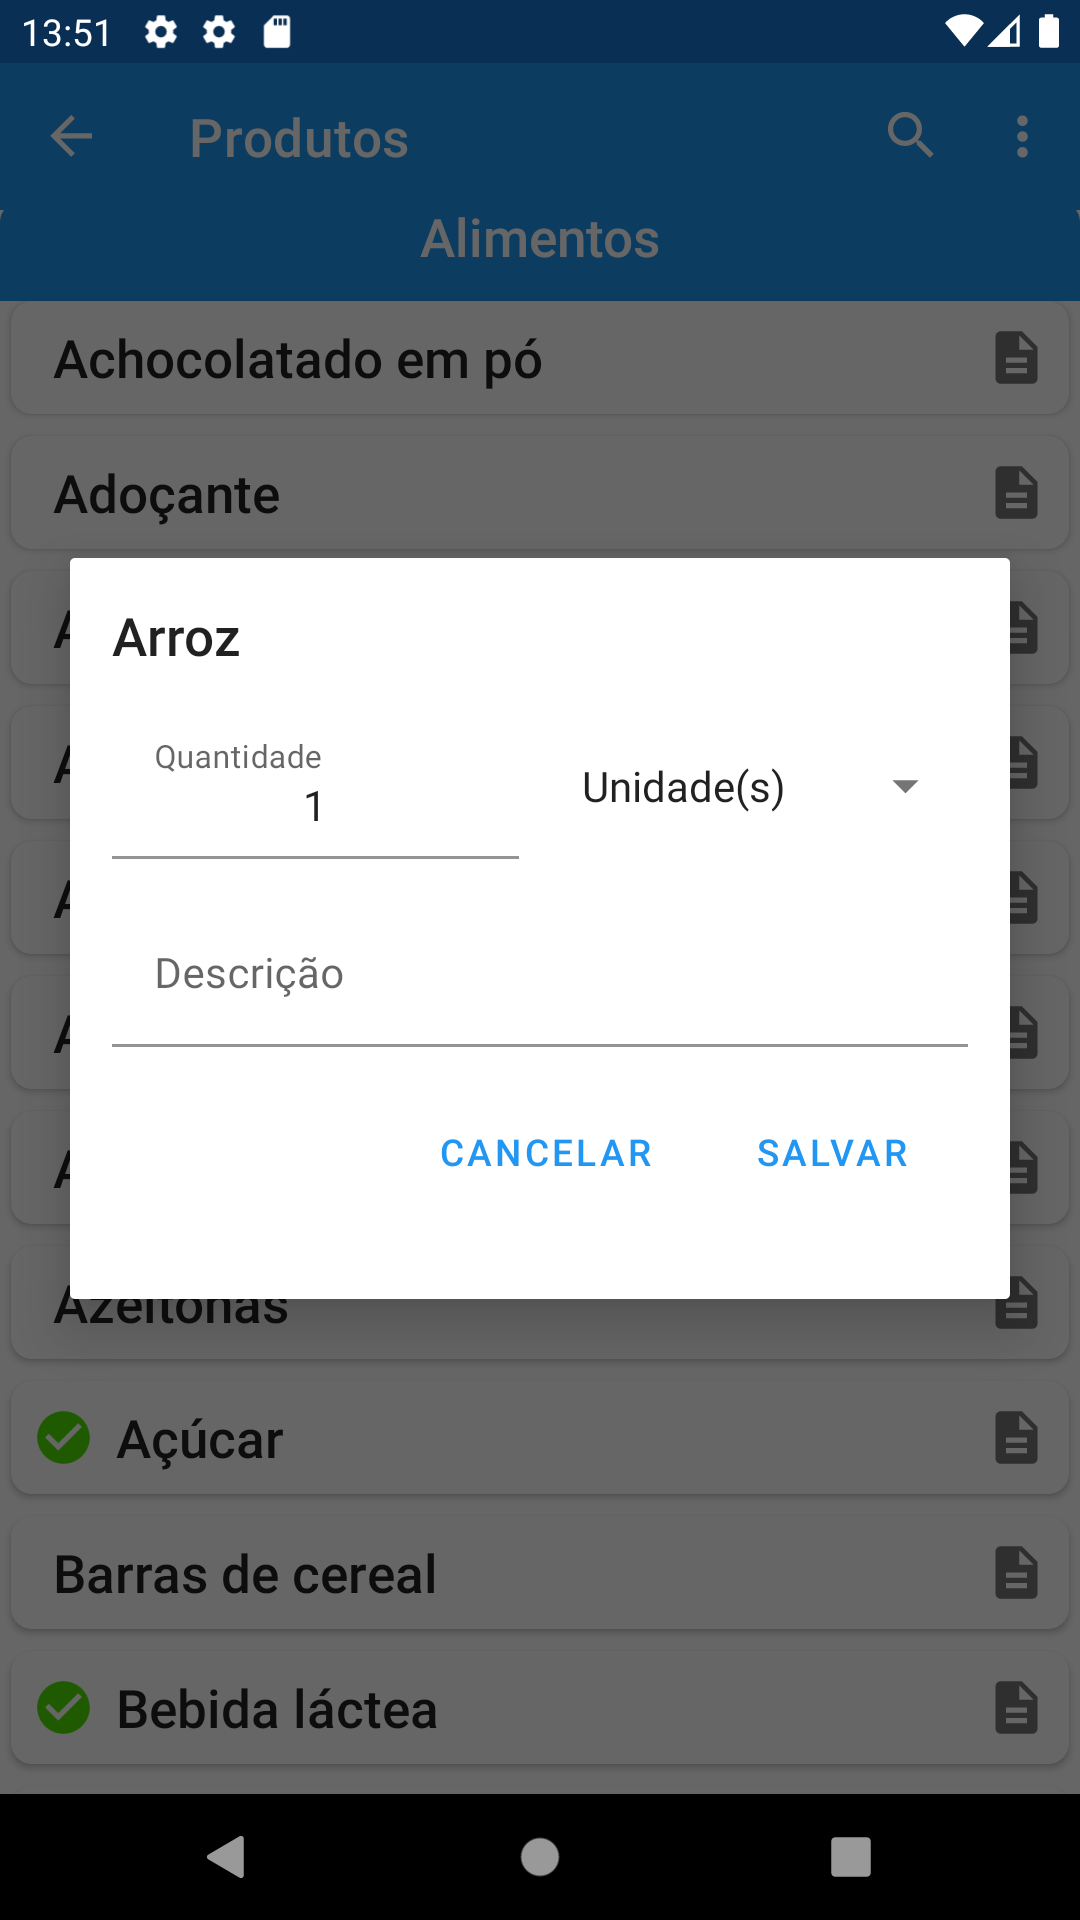 13:51
Produtos
Alimentos
Achocolatado em pó
Adoçante
Arroz
Quantidade
1
Unidade(s)
Descrição
CANCELAR
SALVAR
Azeitonas
Açúcar
Barras de cereal
Bebida láctea